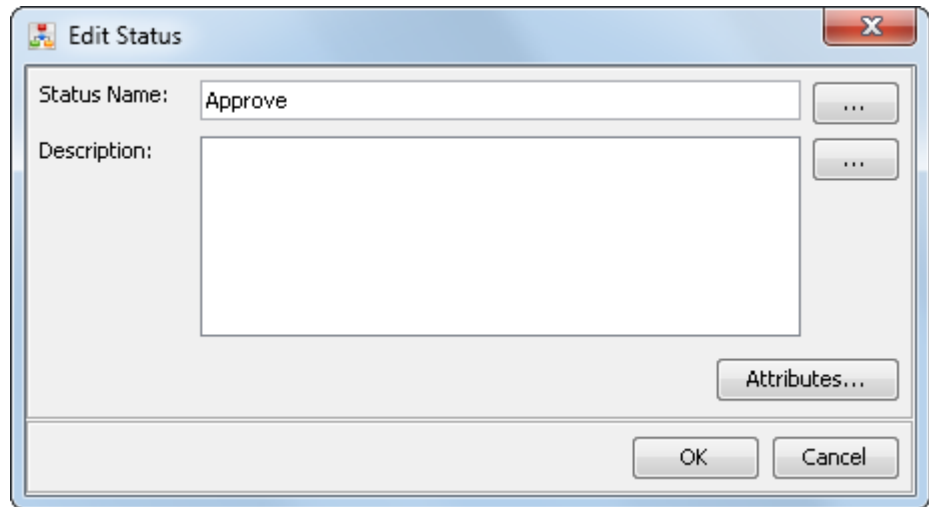 Edit Status
Status Name: Approve ...
Description: ...
Attributes...
OK Cancel